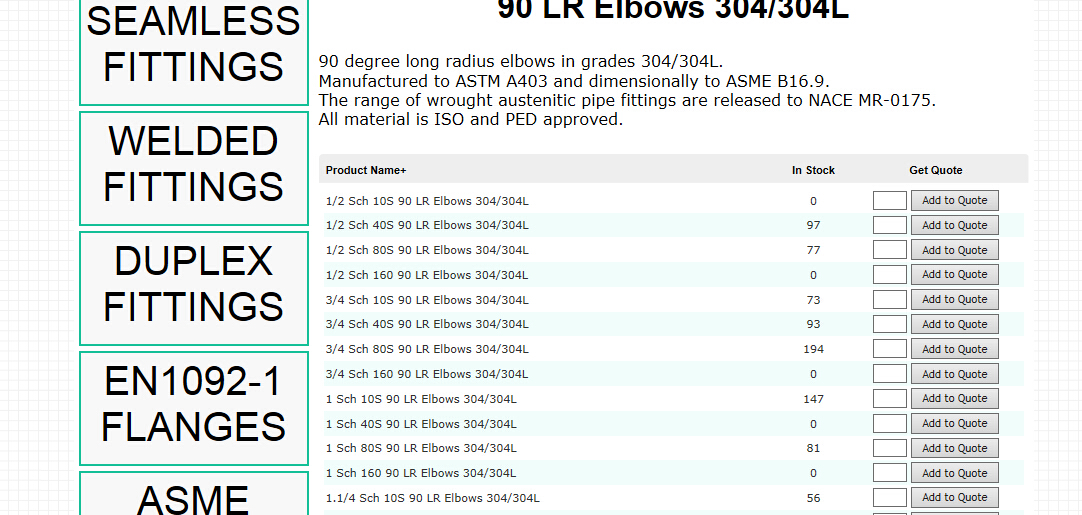 SEAMLESS
FITTINGS
WELDED
FITTINGS
DUPLEX
FITTINGS
EN1092-1
FLANGES
ASME
90 LR Elbows 304/304L
90 degree long radius elbows in grades 304/304L.
Manufactured to ASTM A403 and dimensionally to ASME B16.9.
The range of wrought austenitic pipe fittings are released to NACE MR-0175.
All material is ISO and PED approved.
Product Name+ In Stock Get Quote
1/2 Sch 10S 90 LR Elbows 304/304L 0 Add to Quote
1/2 Sch 40S 90 LR Elbows 304/304L 97 Add to Quote
1/2 Sch 80S 90 LR Elbows 304/304L 77 Add to Quote
1/2 Sch 160 90 LR Elbows 304/304L 0 Add to Quote
3/4 Sch 10S 90 LR Elbows 304/304L 73 Add to Quote
3/4 Sch 40S 90 LR Elbows 304/304L 93 Add to Quote
3/4 Sch 80S 90 LR Elbows 304/304L 194 Add to Quote
3/4 Sch 160 90 LR Elbows 304/304L 0 Add to Quote
1 Sch 10S 90 LR Elbows 304/304L 147 Add to Quote
1 Sch 40S 90 LR Elbows 304/304L 0 Add to Quote
1 Sch 80S 90 LR Elbows 304/304L 81 Add to Quote
1 Sch 160 90 LR Elbows 304/304L 0 Add to Quote
1.1/4 Sch 10S 90 LR Elbows 304/304L 56 Add to Quote